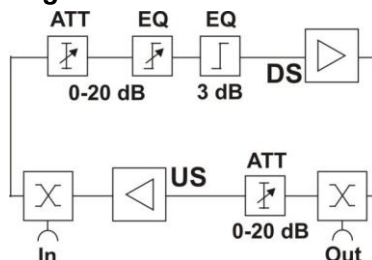 ATT EQ EQ
0-20 dB 3 dB DS
US ATT
0-20 dB
In Out